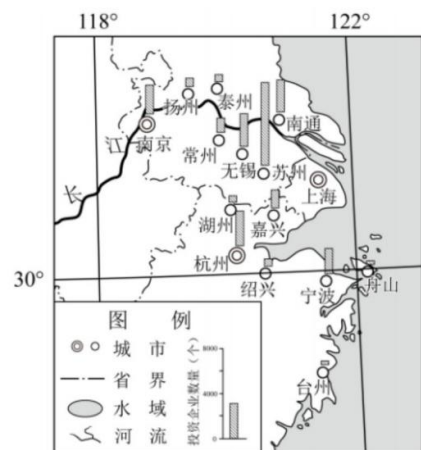 118°
122°
扬州
泰州
江
南京
南通
常州
无锡
苏州
上海
长
湖州
嘉兴
杭州
30°
绍兴
宁波
舟山
图 例
城 市
省 界
水 域
河 流
投资企业数量（个）
8000
4000
0
台州